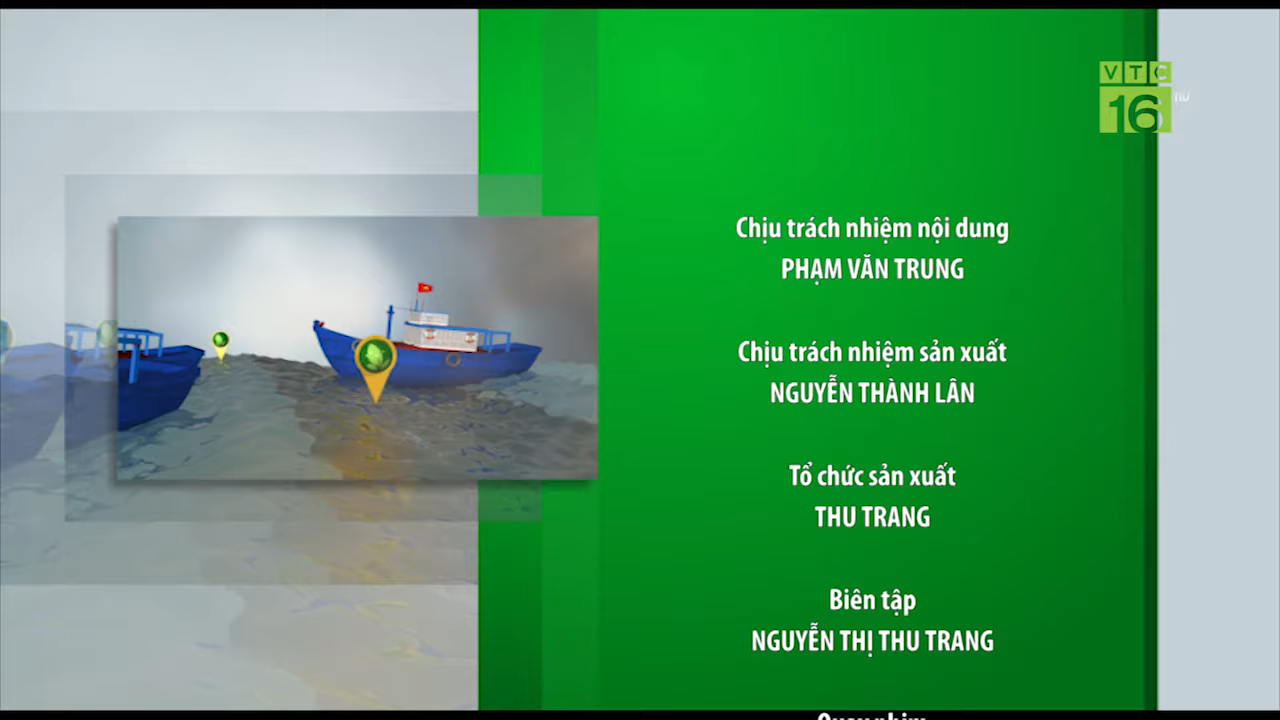 VTC
16 HD
Chịu trách nhiệm nội dung
PHẠM VĂN TRUNG
Chịu trách nhiệm sản xuất
NGUYỄN THÀNH LÂN
Tổ chức sản xuất
THU TRANG
Biên tập
NGUYỄN THỊ THU TRANG